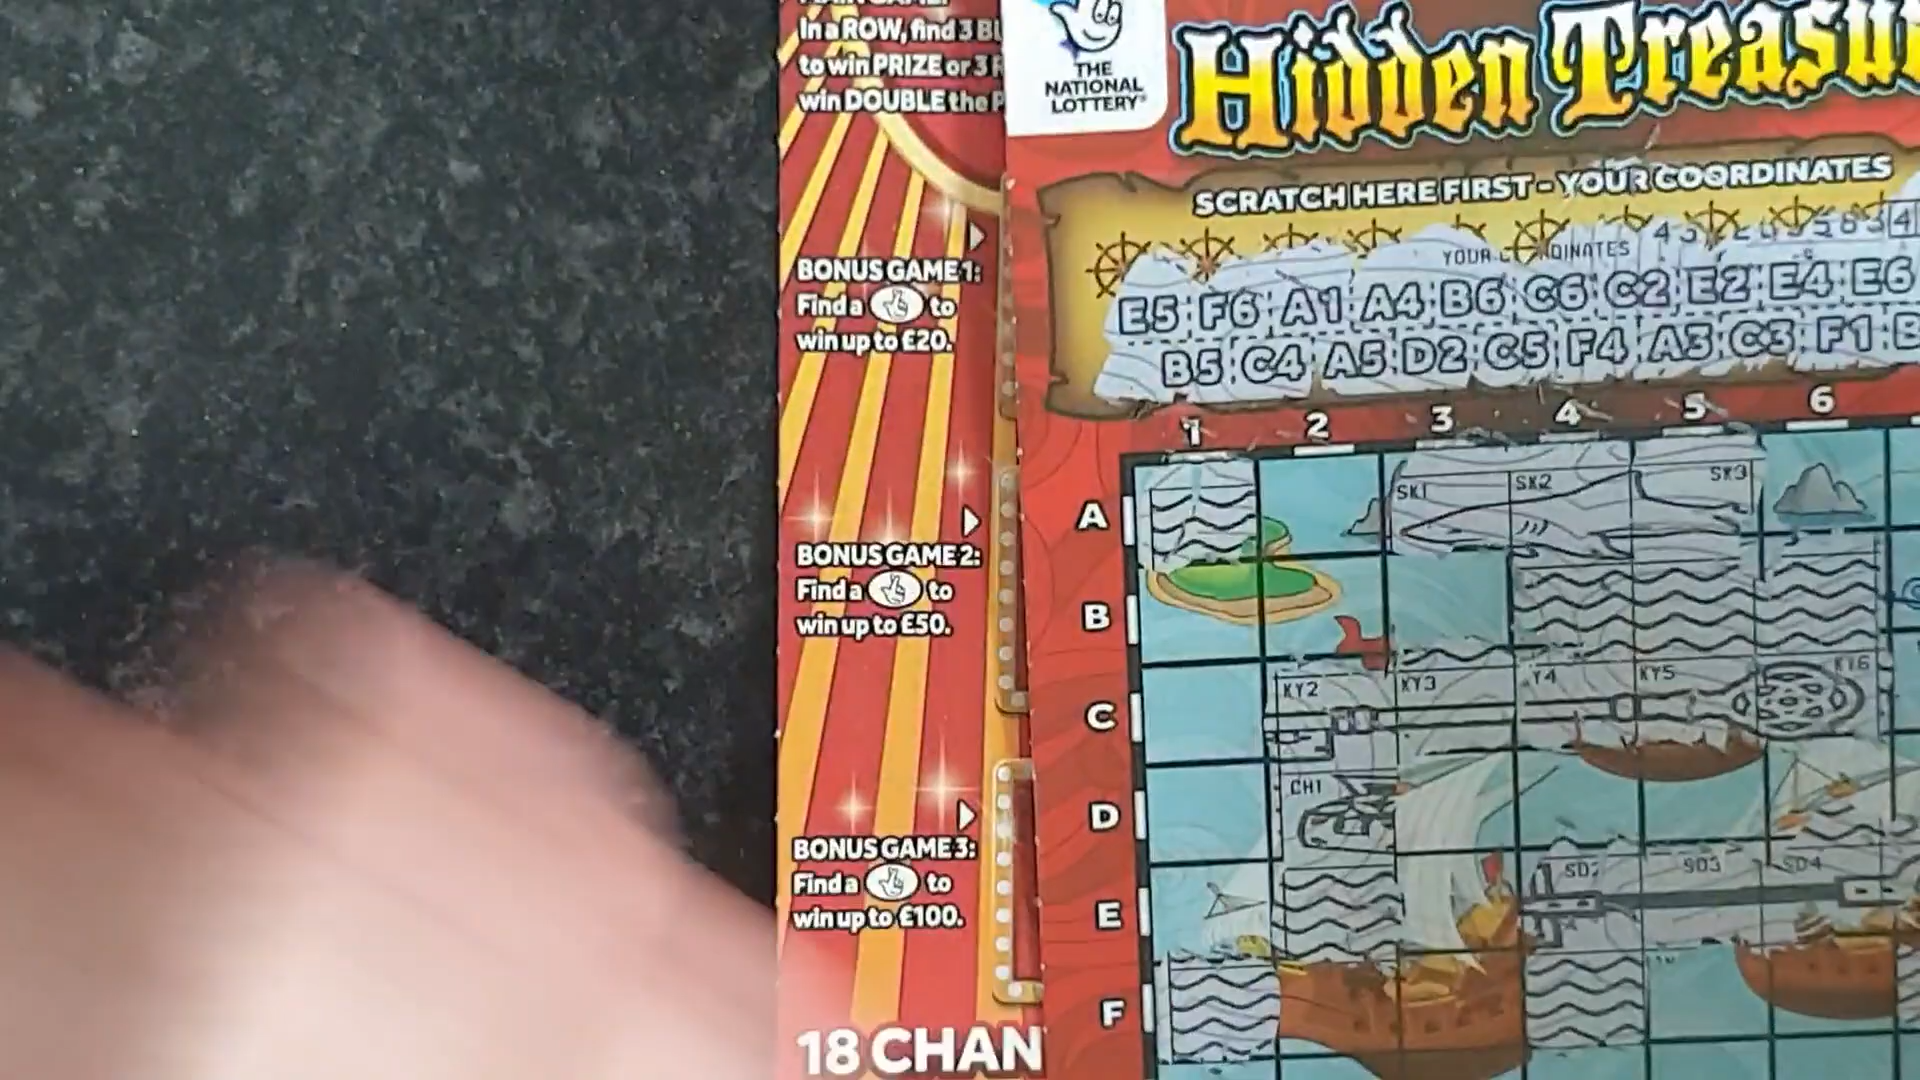 In a ROW, find 3
to win PRIZE or 3
win DOUBLE the
BONUS GAME 1:
Find a to
win up to £20.
BONUS GAME 2:
Find a to
win up to £50.
BONUS GAME 3:
Find a to
win up to £100.
18
THE
NATIONAL
LOTTERY®
Hidden
SCRATCH HERE FIRST - YOUR COORDINATES
YOUR
E5 F6 A1 A4 B6 C6 C2 E2 E4 E6
B5 C4 A5 D2 C5 F4 A3 C3 F1
1 2 3 4 5 6
A SK1 SK2 SK3
B
C KY2 KY3 Y4 KY5 KY6
D CH1
E SD2 SD3 SD4
F